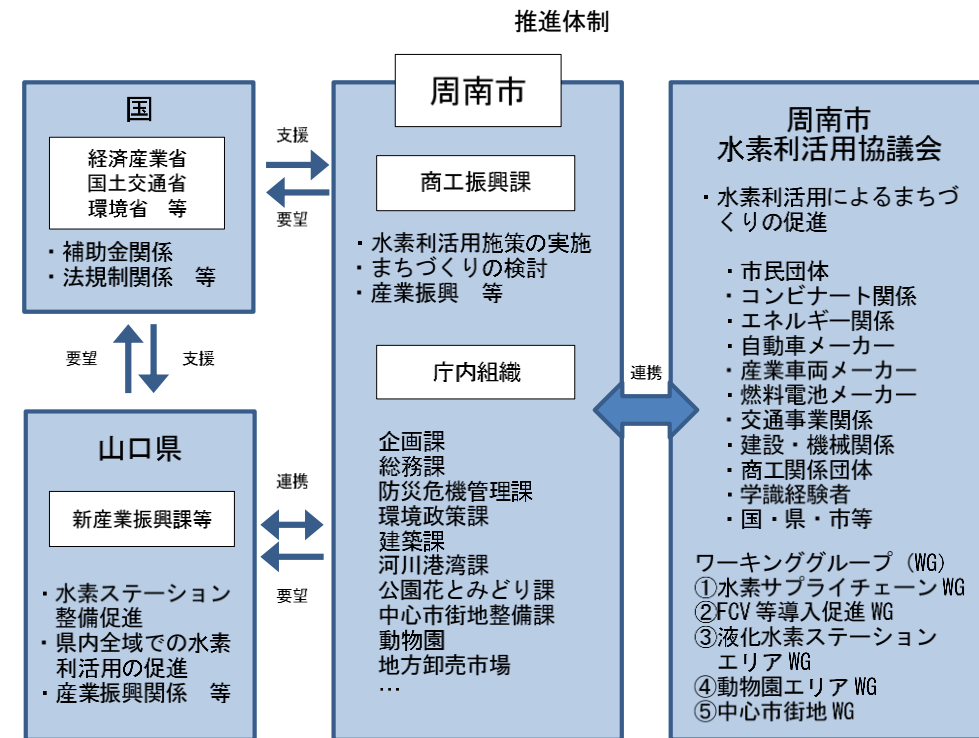 推進体制
国
経済産業省
国土交通省
環境省　等
・補助金関係
・法規制関係　等
支援
要望
要望
支援
山口県
新産業振興課等
・水素ステーション
整備促進
・県内全域での水素
利活用の促進
・産業振興関係　等
連携
要望
周南市
商工振興課
・水素利活用施策の実施
・まちづくりの検討
・産業振興　等
庁内組織
企画課
総務課
防災危機管理課
環境政策課
建築課
河川港湾課
公園花とみどり課
中心市街地整備課
動物園
地方卸売市場
…
連携
周南市
水素利活用協議会
・水素利活用によるまちづ
くりの促進
・市民団体
・コンビナート関係
・エネルギー関係
・自動車メーカー
・産業車両メーカー
・燃料電池メーカー
・交通事業関係
・建設・機械関係
・商工関係団体
・学識経験者
・国・県・市等
ワーキンググループ（WG）
①水素サプライチェーンWG
②FCV等導入促進WG
③液化水素ステーション
エリアWG
④動物園エリアWG
⑤中心市街地WG